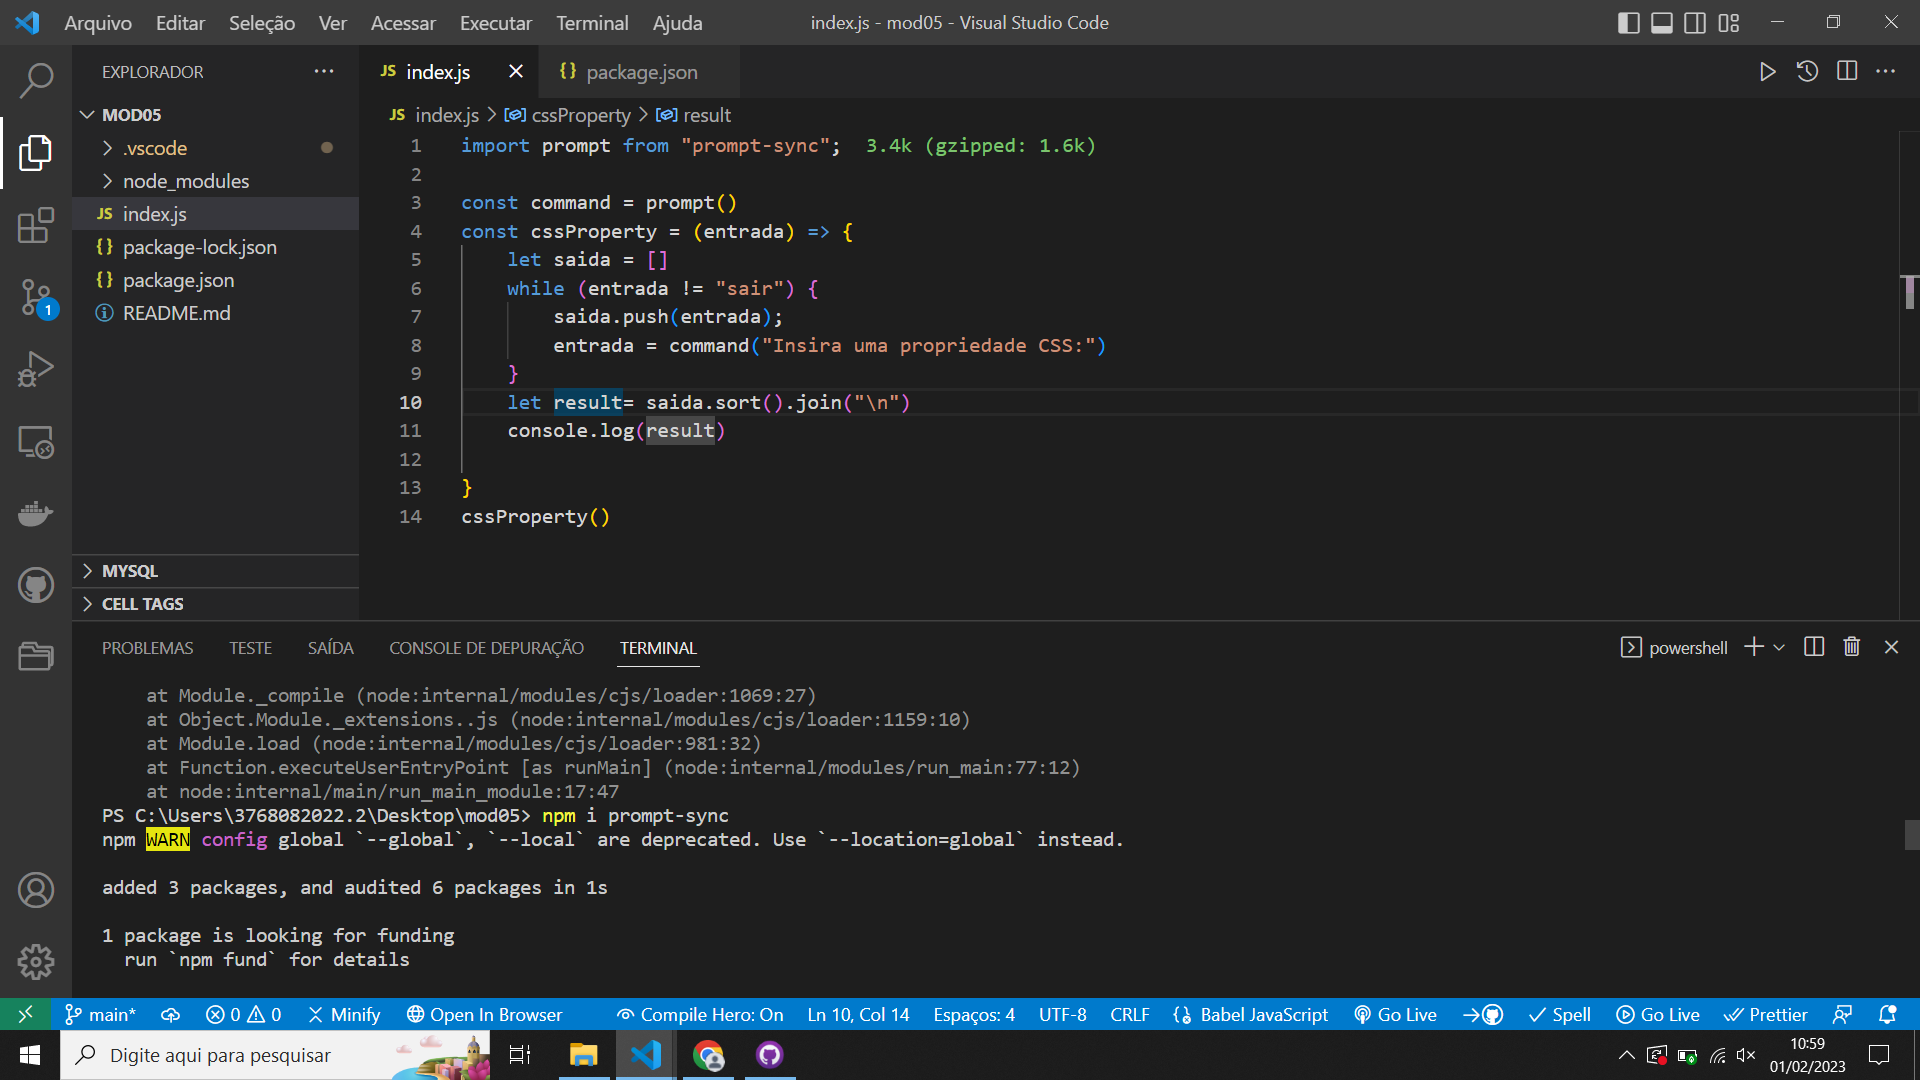 Arquivo Editar Seleção Ver Acessar Executar Terminal Ajuda
index.js - mod05 - Visual Studio Code
EXPLORADOR
MOD05
.vscode
node_modules
JS index.js
{} package-lock.json
{} package.json
README.md
MYSQL
CELL TAGS
JS index.js
{} package.json
JS index.js > cssProperty > result
1 import prompt from "prompt-sync"; 3.4k (gzipped: 1.6k)
2
3 const command = prompt()
4 const cssProperty = (entrada) => {
5 let saida = []
6 while (entrada != "sair") {
7 saida.push(entrada);
8 entrada = command("Insira uma propriedade CSS:")
9 }
10 let result= saida.sort().join("\n")
11 console.log(result)
12
13 }
14 cssProperty()
1
PROBLEMAS TESTE SAÍDA CONSOLE DE DEPURAÇÃO TERMINAL
powershell
at Module._compile (node:internal/modules/cjs/loader:1069:27)
at Object.Module._extensions..js (node:internal/modules/cjs/loader:1159:10)
at Module.load (node:internal/modules/cjs/loader:981:32)
at Function.executeUserEntryPoint [as runMain] (node:internal/modules/run_main:77:12)
at node:internal/main/run_main_module:17:47
PS C:\Users\3768082022.2\Desktop\mod05> npm i prompt-sync
npm WARN config global `--global`, `--local` are deprecated. Use `--location=global` instead.
added 3 packages, and audited 6 packages in 1s
1 package is looking for funding
run `npm fund` for details
main* 0 0 Minify Open In Browser Compile Hero: On Ln 10, Col 14 Espaços: 4 UTF-8 CRLF Babel JavaScript Go Live Spell Go Live Prettier
Digite aqui para pesquisar
10:59
01/02/2023